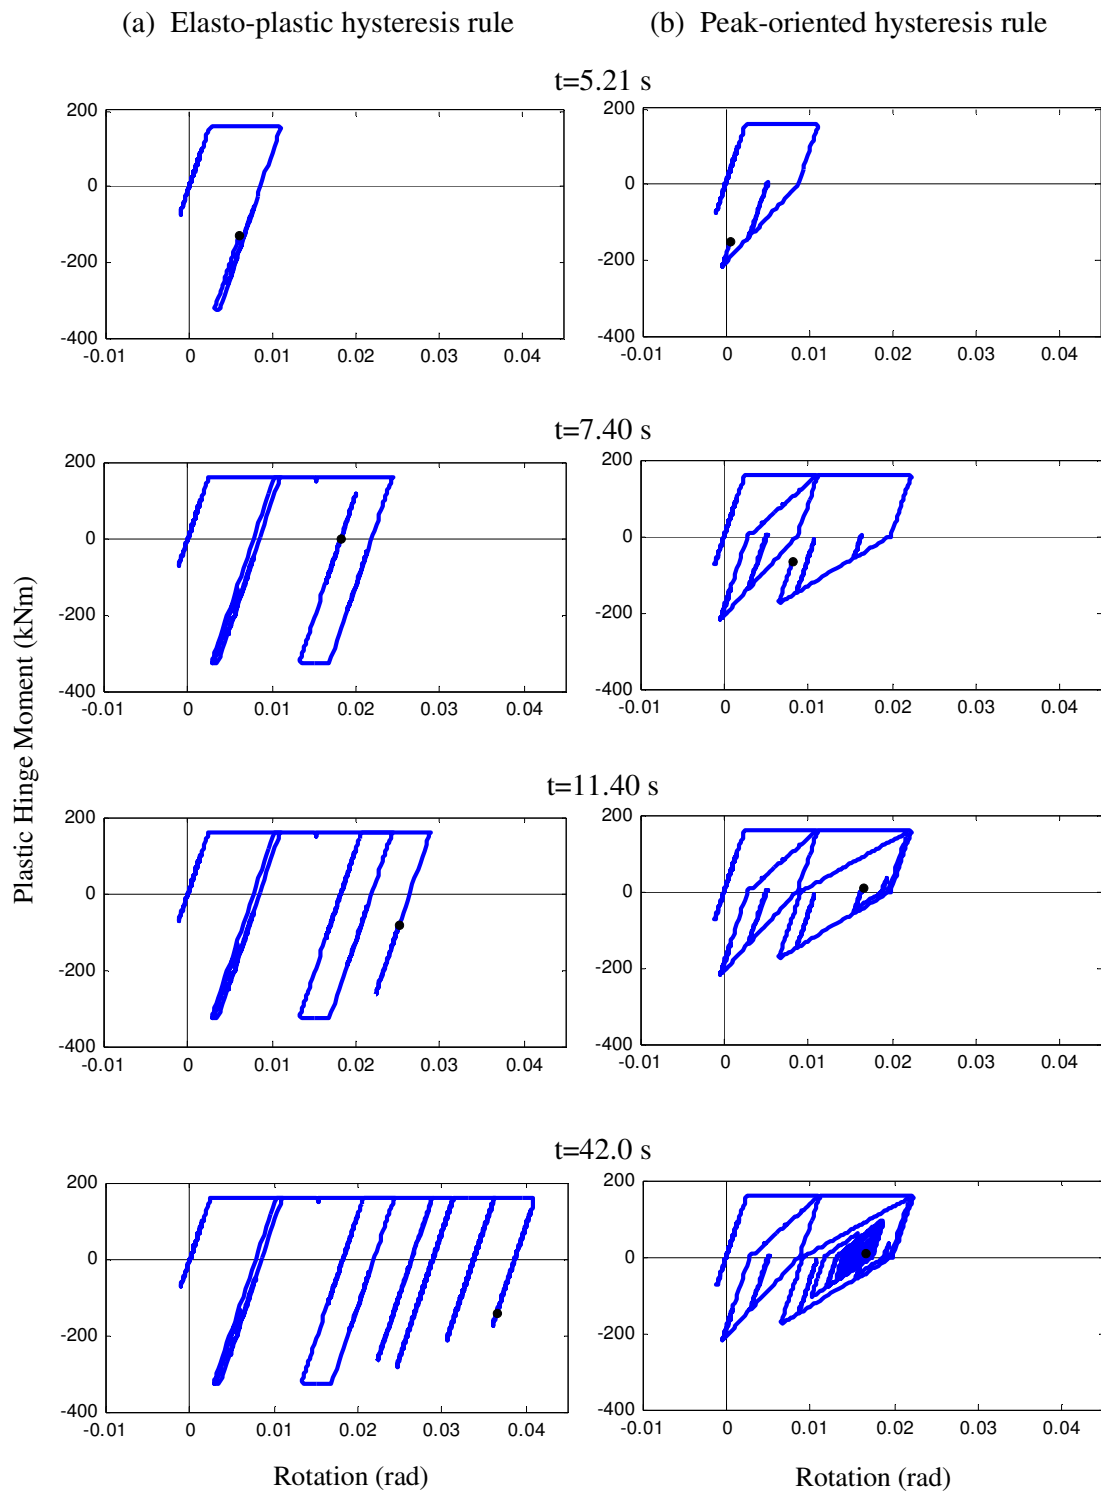 (a) Elasto-plastic hysteresis rule
(b) Peak-oriented hysteresis rule
t=5.21 s
200
0
-200
-400
-0.01 0 0.01 0.02 0.03 0.04
200
0
-200
-400
-0.01 0 0.01 0.02 0.03 0.04
t=7.40 s
200
0
-200
-400
-0.01 0 0.01 0.02 0.03 0.04
200
0
-200
-400
-0.01 0 0.01 0.02 0.03 0.04
Plastic Hinge Moment (kNm)
t=11.40 s
200
0
-200
-400
-0.01 0 0.01 0.02 0.03 0.04
200
0
-200
-400
-0.01 0 0.01 0.02 0.03 0.04
t=42.0 s
200
0
-200
-400
-0.01 0 0.01 0.02 0.03 0.04
200
0
-200
-400
-0.01 0 0.01 0.02 0.03 0.04
Rotation (rad)
Rotation (rad)